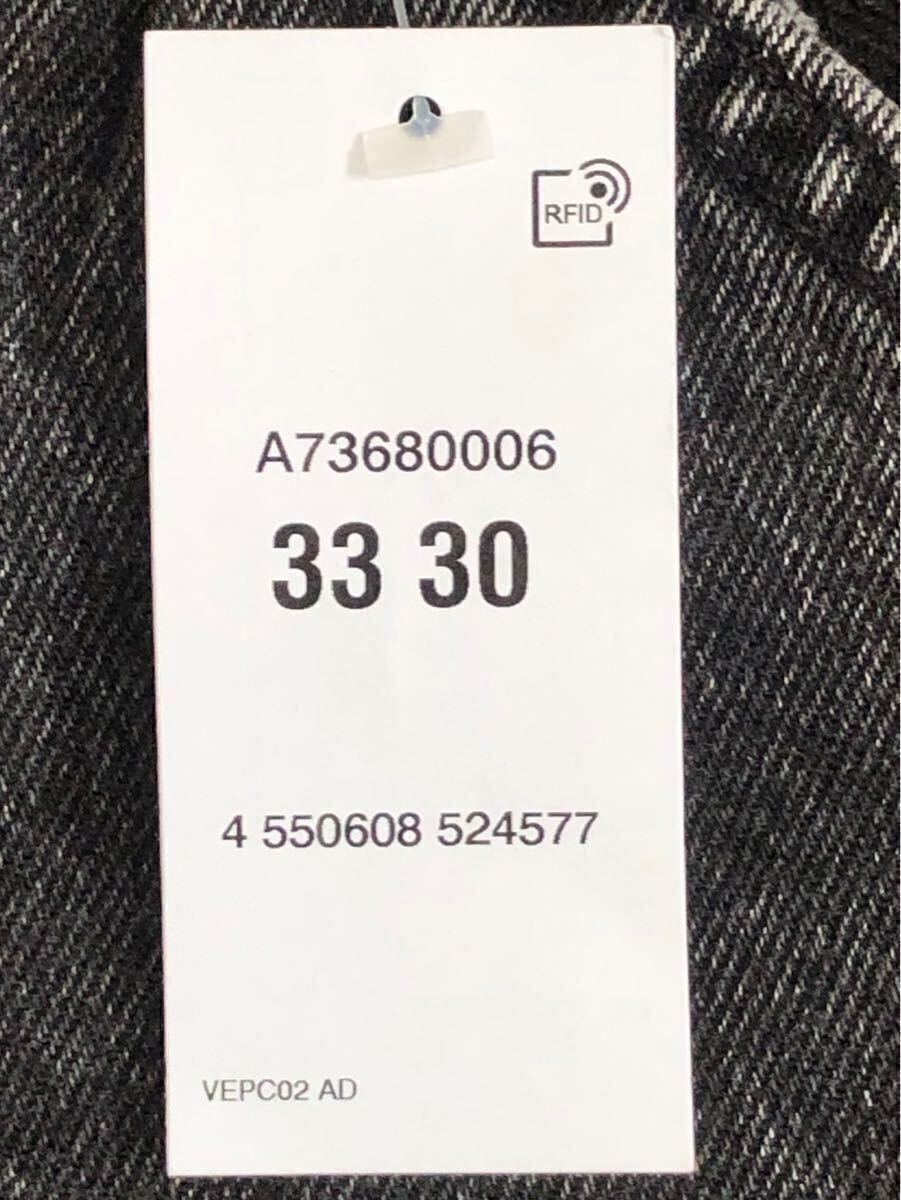 RFID
A73680006
33 30
4 550608 524577
VEPC02 AD